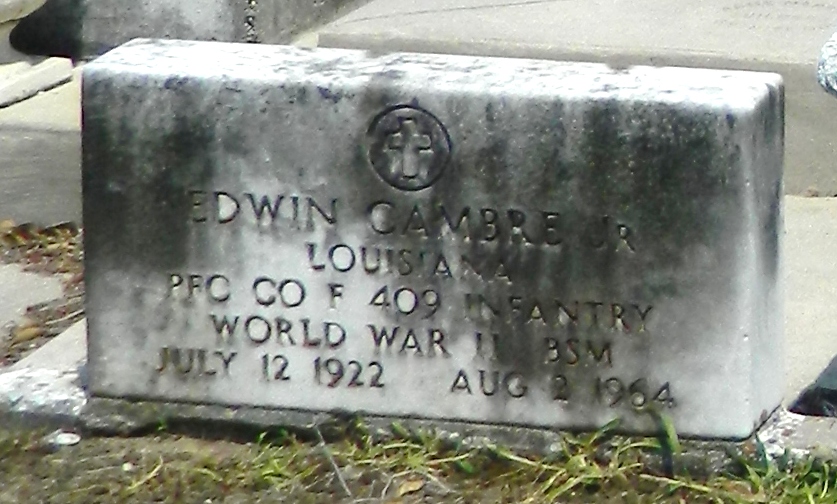 EDWIN CAMBRE JR
LOUISIANA
PFC CO F 409 INFANTRY
WORLD WAR II BSM
JULY 12 1922 AUG 2 1964